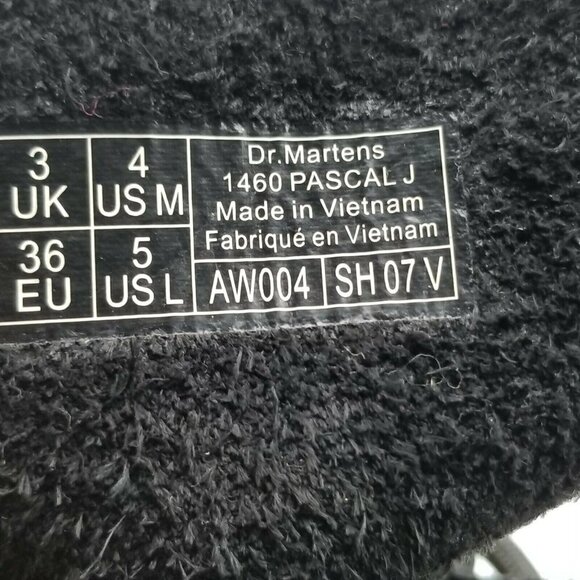 3 UK
4 US M
36 EU
5 US L
Dr.Martens
1460 PASCAL J
Made in Vietnam
Fabriqué en Vietnam
AW004 SH 07 V